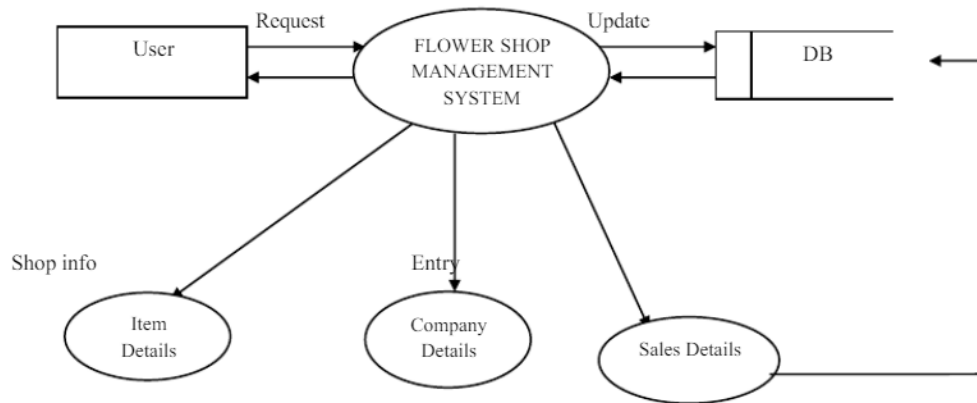 Request
Update
User
FLOWER SHOP
MANAGEMENT
SYSTEM
DB
Shop info
Entry
Item
Details
Company
Details
Sales Details